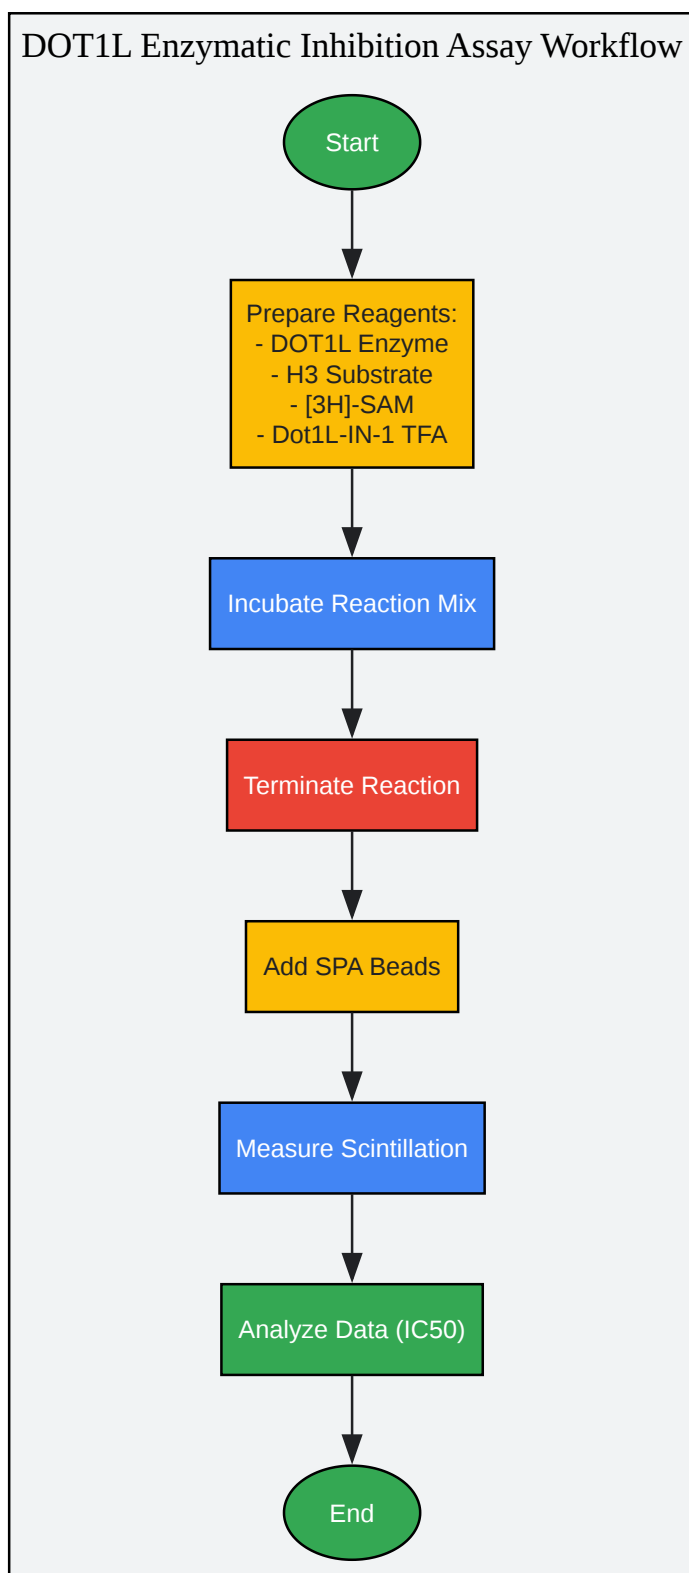 DOT1L Enzymatic Inhibition Assay Workflow
Start
Prepare Reagents:
- DOT1L Enzyme
- H3 Substrate
- [3H]-SAM
- Dot1L-IN-1 TFA
Incubate Reaction Mix
Terminate Reaction
Add SPA Beads
Measure Scintillation
Analyze Data (IC50)
End